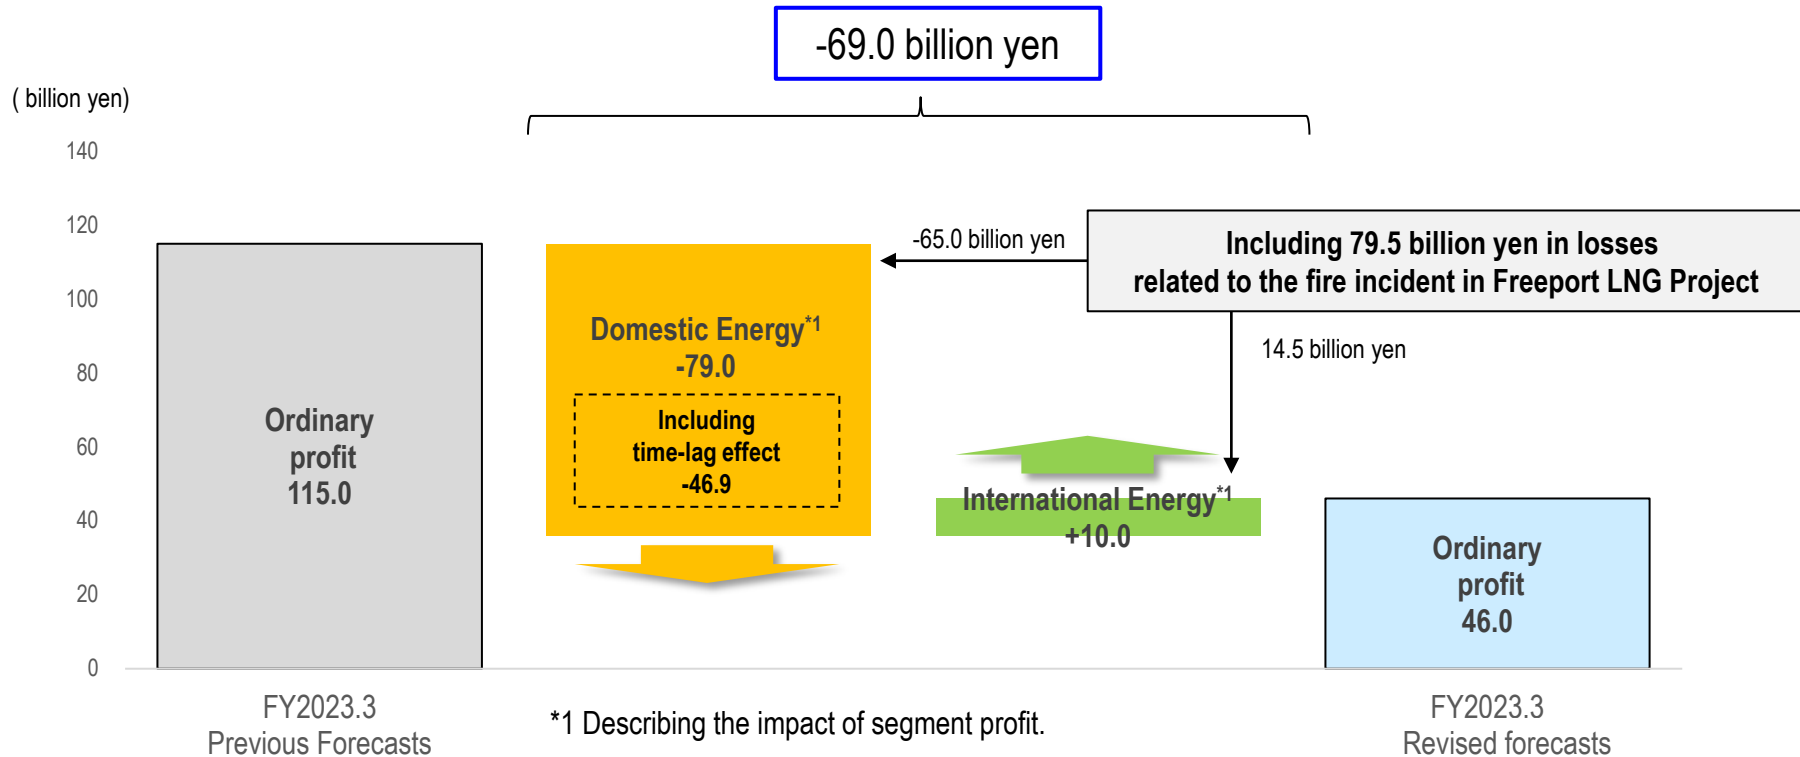 -69.0 billion yen
( billion yen)
140
120
100
80
60
40
20
0
Ordinary
profit
115.0
Domestic Energy*1
-79.0
Including
time-lag effect
-46.9
-65.0 billion yen
Including 79.5 billion yen in losses
related to the fire incident in Freeport LNG Project
14.5 billion yen
International Energy*1
+10.0
Ordinary
profit
46.0
FY2023.3
Previous Forecasts
*1 Describing the impact of segment profit.
FY2023.3
Revised forecasts